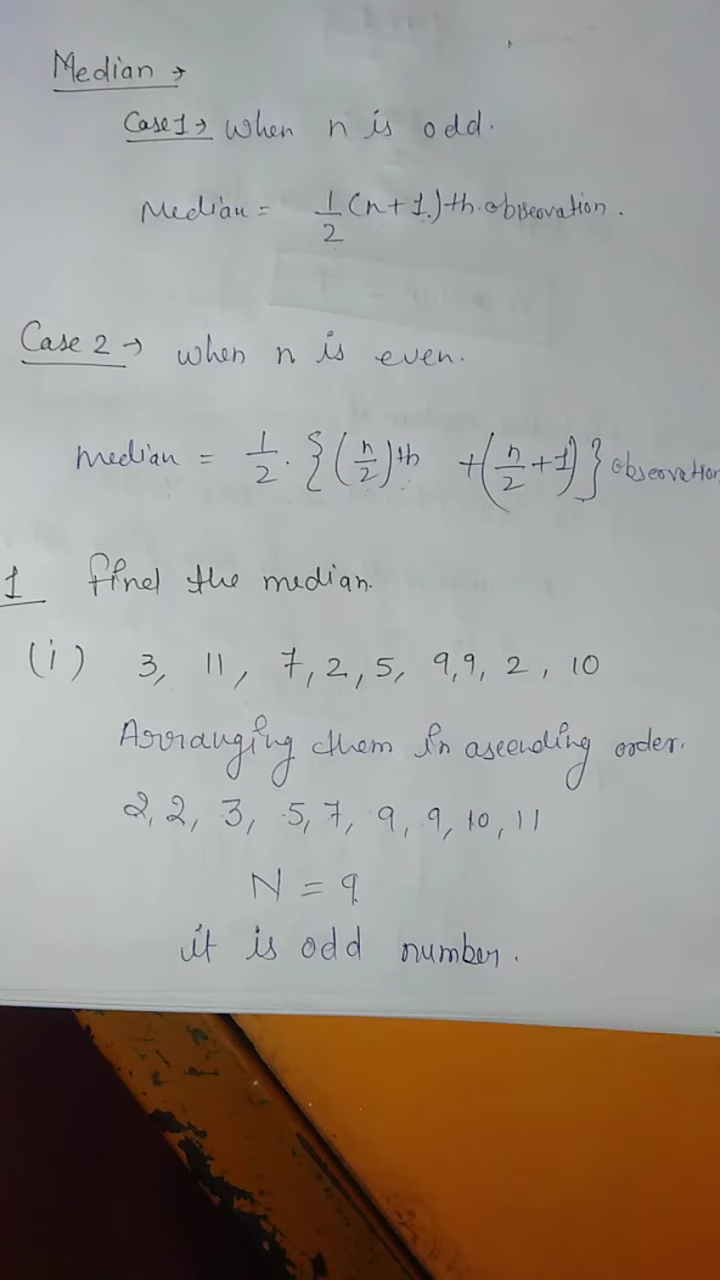 Median →
Case 1 → when n is odd.
Median = 1/2 (n+1)th observation.
Case 2 → when n is even.
median = 1/2 . {(n/2)th + (n/2 + 1)} observation
1 find the median.
(i) 3, 11, 7, 2, 5, 9, 9, 2, 10
Arranging them in ascending order.
2, 2, 3, 5, 7, 9, 9, 10, 11
N = 9
it is odd number.